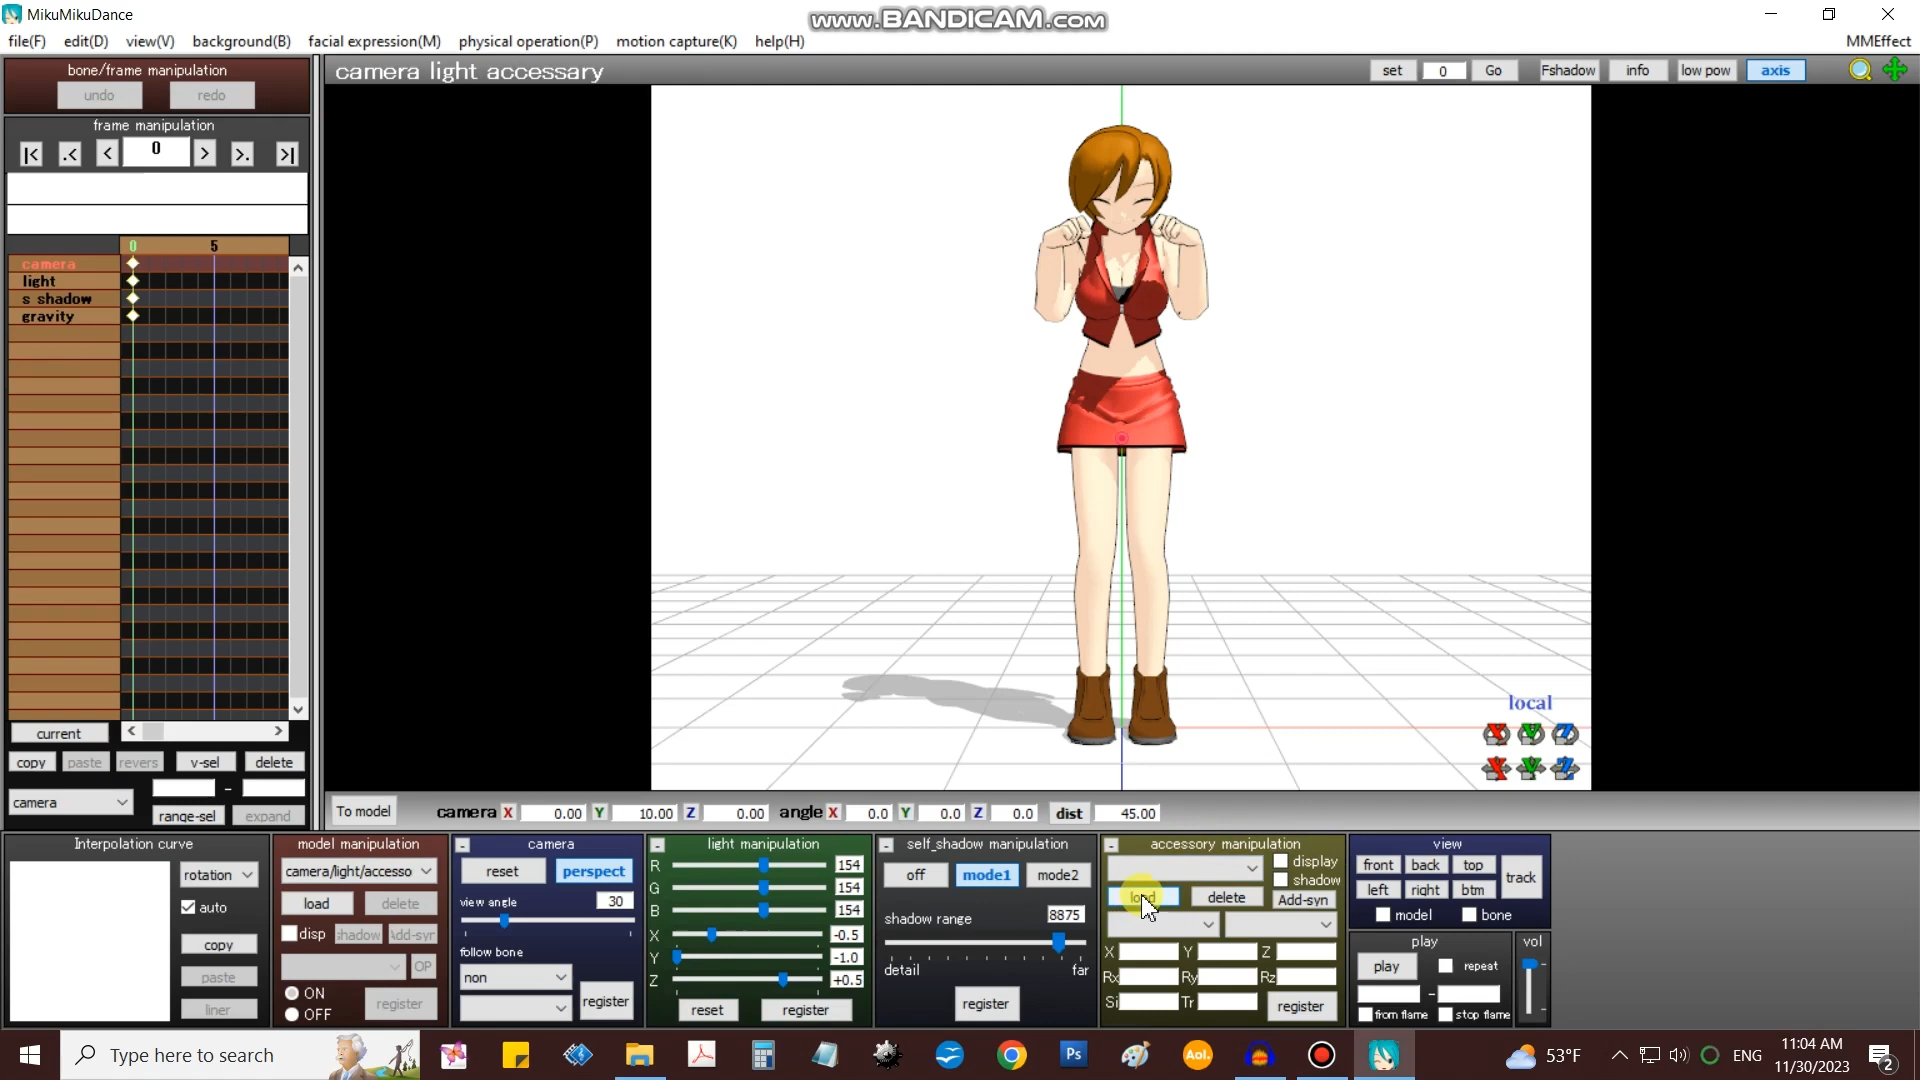 MikuMikuDance
www.BANDICAM.com
file(F) edit(D) view(V) background(B) facial expression(M) physical operation(P) motion capture(K) help(H) MMEffect
bone/frame manipulation
undo redo
camera light accessary
set 0 Go Fshadow info low pow axis
frame manipulation
|< .< < 0 > >. >|
0 5
camera
light
s shadow
gravity
local
X Y Z
X Y Z
current
copy paste revers v-sel delete
camera -
range-sel expand
To model camera X 0.00 Y 10.00 Z 0.00 angle X 0.0 Y 0.0 Z 0.0 dist 45.00
Interpolation curve
rotation
auto
copy
paste
liner
model manipulation
camera/light/accesso
load delete
disp shadow Add-syn
OP
ON
OFF
register
- camera
reset perspect
view angle 30
follow bone
non
register
- light manipulation
R 154
G 154
B 154
X -0.5
Y -1.0
Z +0.5
reset register
- self_shadow manipulation
off mode1 mode2
shadow range 8875
detail far
register
- accessory manipulation
display
shadow
load delete Add-syn
X Y Z
Rx Ry Rz
Si Tr register
view
front back top
left right btm
track
model bone
play
play repeat
-
from flame stop flame
vol
Type here to search
Ps
Aol.
53°F
ENG
11:04 AM
11/30/2023
2